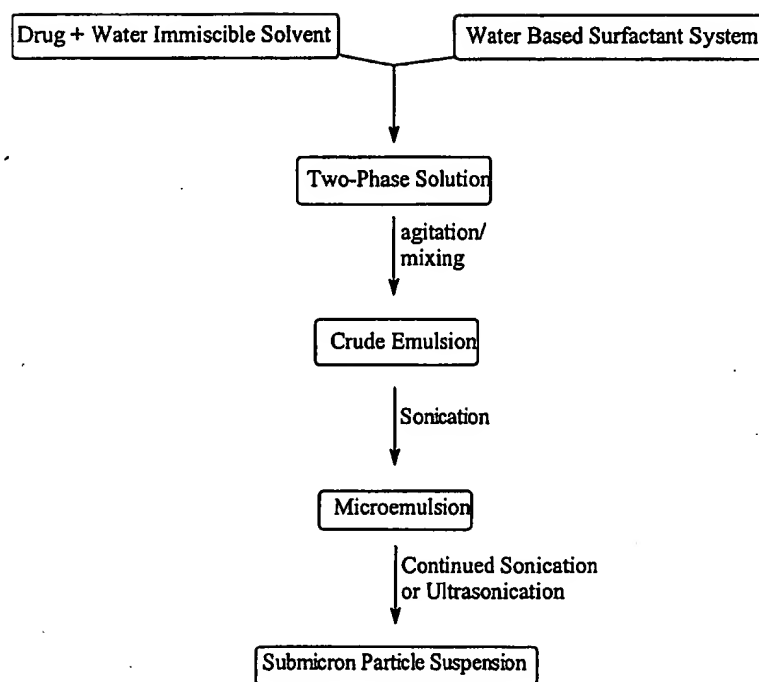 Drug + Water Immiscible Solvent
Water Based Surfactant System
Two-Phase Solution
agitation/
mixing
Crude Emulsion
Sonication
Microemulsion
Continued Sonication
or Ultrasonication
Submicron Particle Suspension